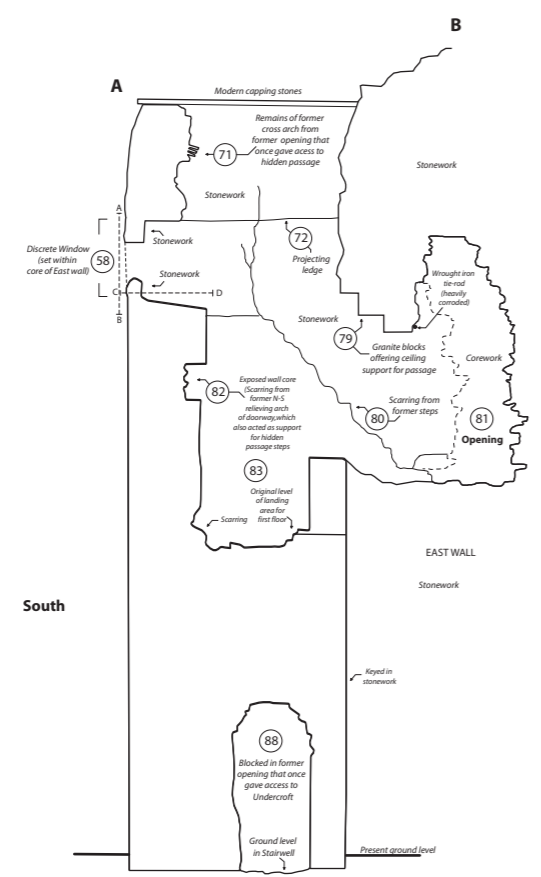 B
A
Modern capping stones
Remains of former
cross arch from
former opening that
once gave acess to
hidden passage
71
Stonework
Stonework
A
72
Projecting
ledge
Stonework
Discrete Window
(set within
core of East wall)
58
Stonework
C
D
B
Wrought iron
tie-rod
(heavily
corroded)
Stonework
79
Granite blocks
offering ceiling
support for passage
Corework
82
Exposed wall core
(Scarring from
former N-S
relieving arch
of doorway,which
also acted as support
for hidden
passage steps
80
Scarring from
former steps
81
Opening
83
Original level
of landing
area for
first floor
Scarring
EAST WALL
Stonework
South
Keyed in
stonework
88
Blocked in former
opening that once
gave access to
Undercroft
Ground level
in Stairwell
Present ground level